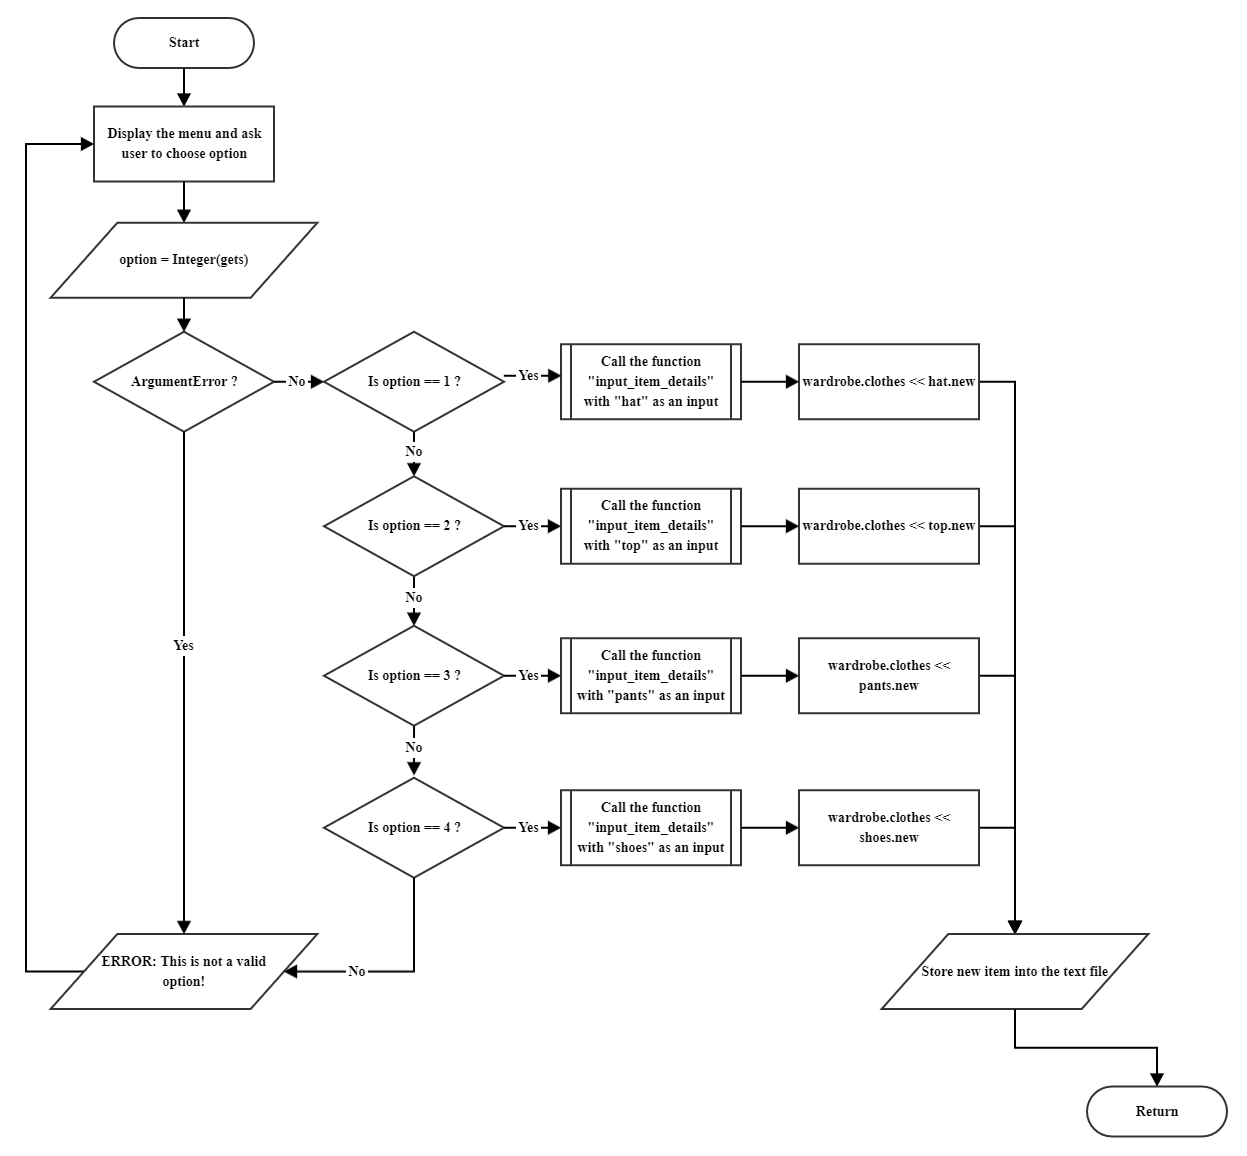 Start
Display the menu and ask
user to choose option
option = Integer(gets)
ArgumentError ?
No
Is option == 1 ?
Yes
Call the function
"input_item_details"
with "hat" as an input
wardrobe.clothes << hat.new
No
Is option == 2 ?
Yes
Call the function
"input_item_details"
with "top" as an input
wardrobe.clothes << top.new
No
Yes
Is option == 3 ?
Yes
Call the function
"input_item_details"
with "pants" as an input
wardrobe.clothes <<
pants.new
No
Is option == 4 ?
Yes
Call the function
"input_item_details"
with "shoes" as an input
wardrobe.clothes <<
shoes.new
ERROR: This is not a valid
option!
No
Store new item into the text file
Return